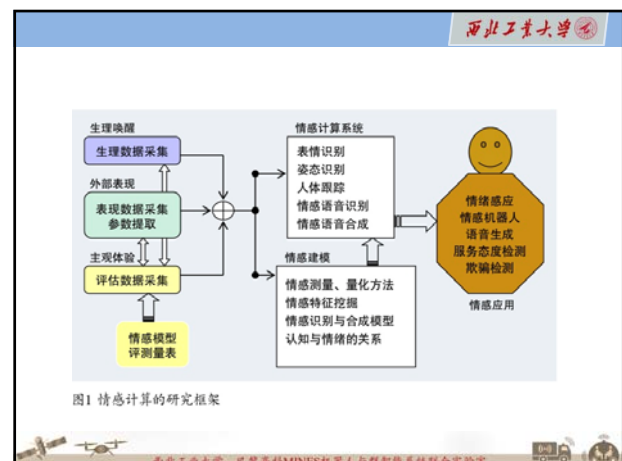 西北工业大学
生理唤醒
生理数据采集
外部表现
表现数据采集
参数提取
主观体验
评估数据采集
情感模型
评测量表
情感计算系统
表情识别
姿态识别
人体跟踪
情感语音识别
情感语音合成
情感建模
情感测量、量化方法
情感特征挖掘
情感识别与合成模型
认知与情绪的关系
情绪感应
情感机器人
语音生成
服务态度检测
欺骗检测
情感应用
图1 情感计算的研究框架